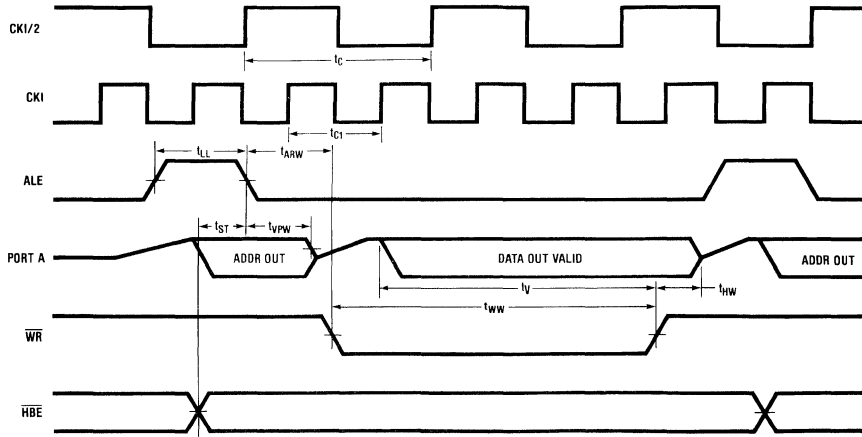 CKI/2
tC
CKI
tC1
tLL
tARW
ALE
tST
tVPW
PORT A
ADDR OUT
DATA OUT VALID
ADDR OUT
tV
tHW
tWW
WR
HBE